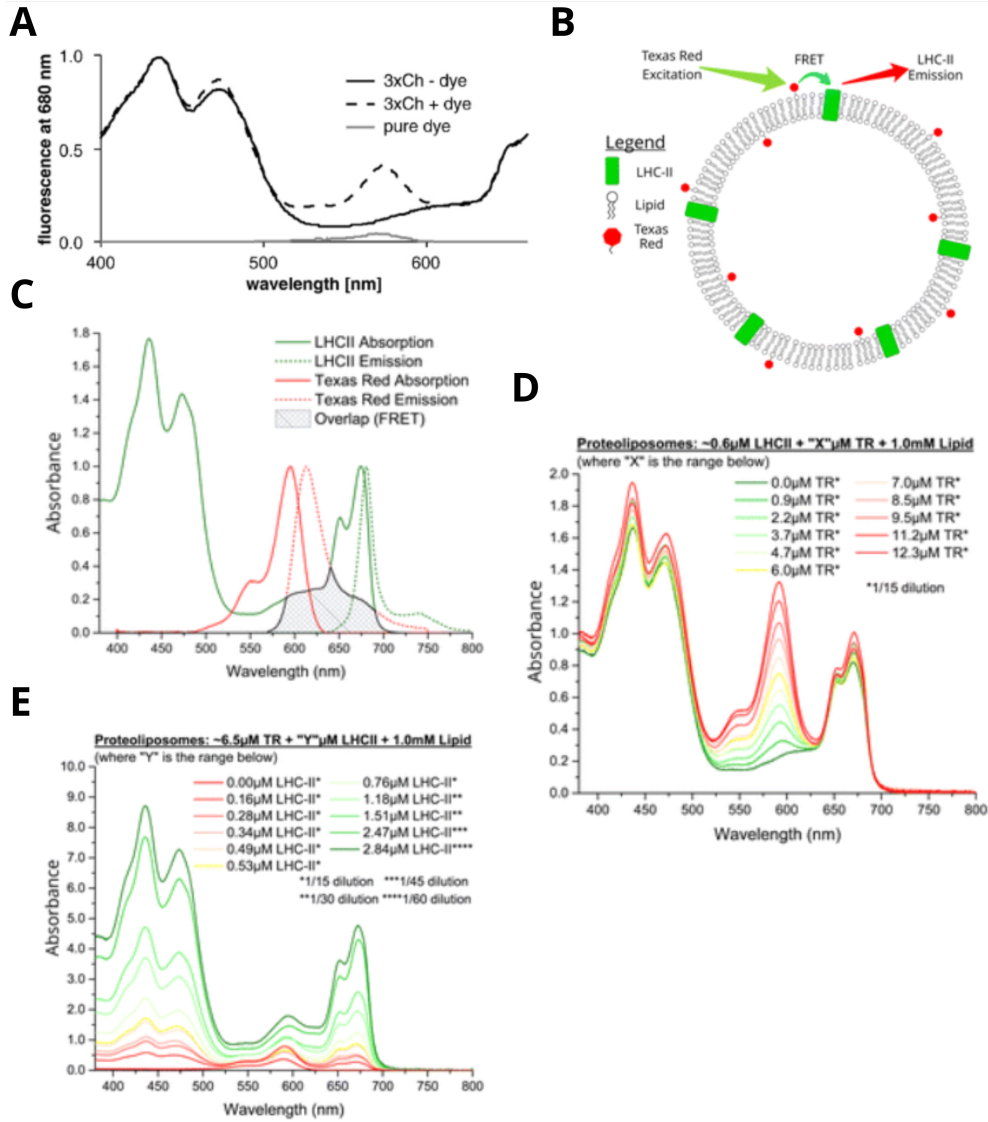 A
fluorescence at 680 nm
1.0
0.5
0.0
400
500
600
wavelength [nm]
3xCh - dye
3xCh + dye
pure dye
B
Texas Red
Excitation
FRET
LHC-II
Emission
Legend
LHC-II
Lipid
Texas
Red
C
Absorbance
1.8
1.6
1.4
1.2
1.0
0.8
0.6
0.4
0.2
0.0
400
450
500
550
600
650
700
750
800
Wavelength (nm)
LHCII Absorption
LHCII Emission
Texas Red Absorption
Texas Red Emission
Overlap (FRET)
D
Proteoliposomes: ~0.6µM LHCII + "X"µM TR + 1.0mM Lipid
(where "X" is the range below)
Absorbance
2.0
1.8
1.6
1.4
1.2
1.0
0.8
0.6
0.4
0.2
0.0
400
450
500
550
600
650
700
750
800
Wavelength (nm)
0.0µM TR*
0.9µM TR*
2.2µM TR*
3.7µM TR*
4.7µM TR*
6.0µM TR*
7.0µM TR*
8.5µM TR*
9.5µM TR*
11.2µM TR*
12.3µM TR*
*1/15 dilution
E
Proteoliposomes: ~6.5µM TR + "Y"µM LHCII + 1.0mM Lipid
(where "Y" is the range below)
Absorbance
10.0
9.0
8.0
7.0
6.0
5.0
4.0
3.0
2.0
1.0
0.0
400
450
500
550
600
650
700
750
800
Wavelength (nm)
0.00µM LHC-II*
0.16µM LHC-II*
0.28µM LHC-II*
0.34µM LHC-II*
0.49µM LHC-II*
0.53µM LHC-II*
0.76µM LHC-II*
1.18µM LHC-II**
1.51µM LHC-II**
2.47µM LHC-II***
2.84µM LHC-II****
*1/15 dilution ***1/45 dilution
**1/30 dilution ****1/60 dilution